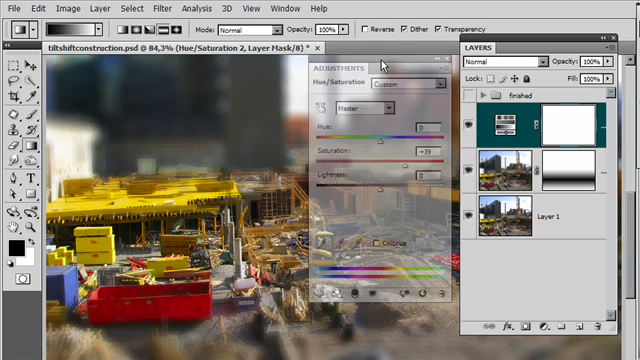 File Edit Image Layer Select Filter Analysis 3D View Window Help
Mode: Normal Opacity: 100% Reverse Dither Transparency
tiltshiftconstruction.psd @ 84,3% (Hue/Saturation 2, Layer Mask/8) *
ADJUSTMENTS
Hue/Saturation Custom
Master
Hue: 0
Saturation: +39
Lightness: 0
Colorize
LAYERS
Normal Opacity: 100%
Lock: Fill: 100%
finished
...
...
Layer 1
fx